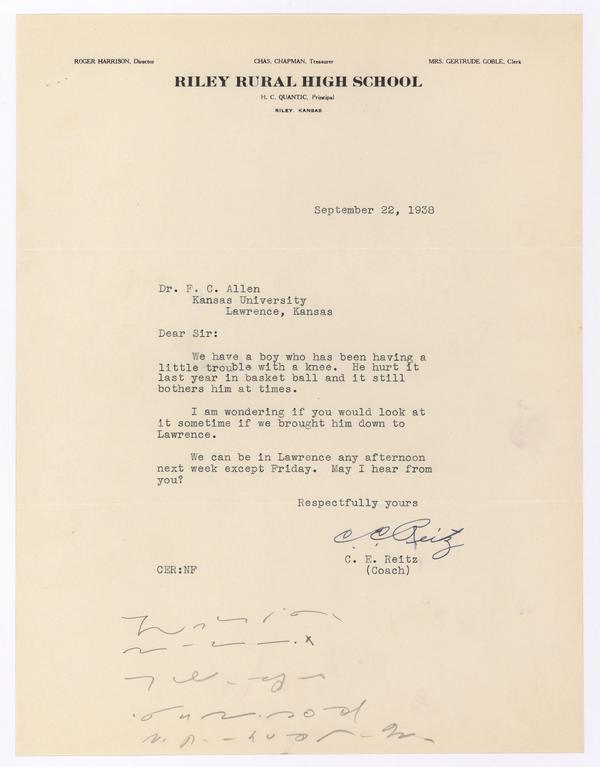 ROGER HARRISON, Director CHAS. CHAPMAN, Treasurer MRS. GERTRUDE GOBLE, Clerk
RILEY RURAL HIGH SCHOOL
H. C. QUANTIC, Principal
RILEY, KANSAS
September 22, 1938
Dr. F. C. Allen
Kansas University
Lawrence, Kansas
Dear Sir:
We have a boy who has been having a
little trouble with a knee. He hurt it
last year in basket ball and it still
bothers him at times.
I am wondering if you would look at
it sometime if we brought him down to
Lawrence.
We can be in Lawrence any afternoon
next week except Friday. May I hear from
you?
Respectfully yours
C. E. Reitz
C. E. Reitz
CER:NF (Coach)